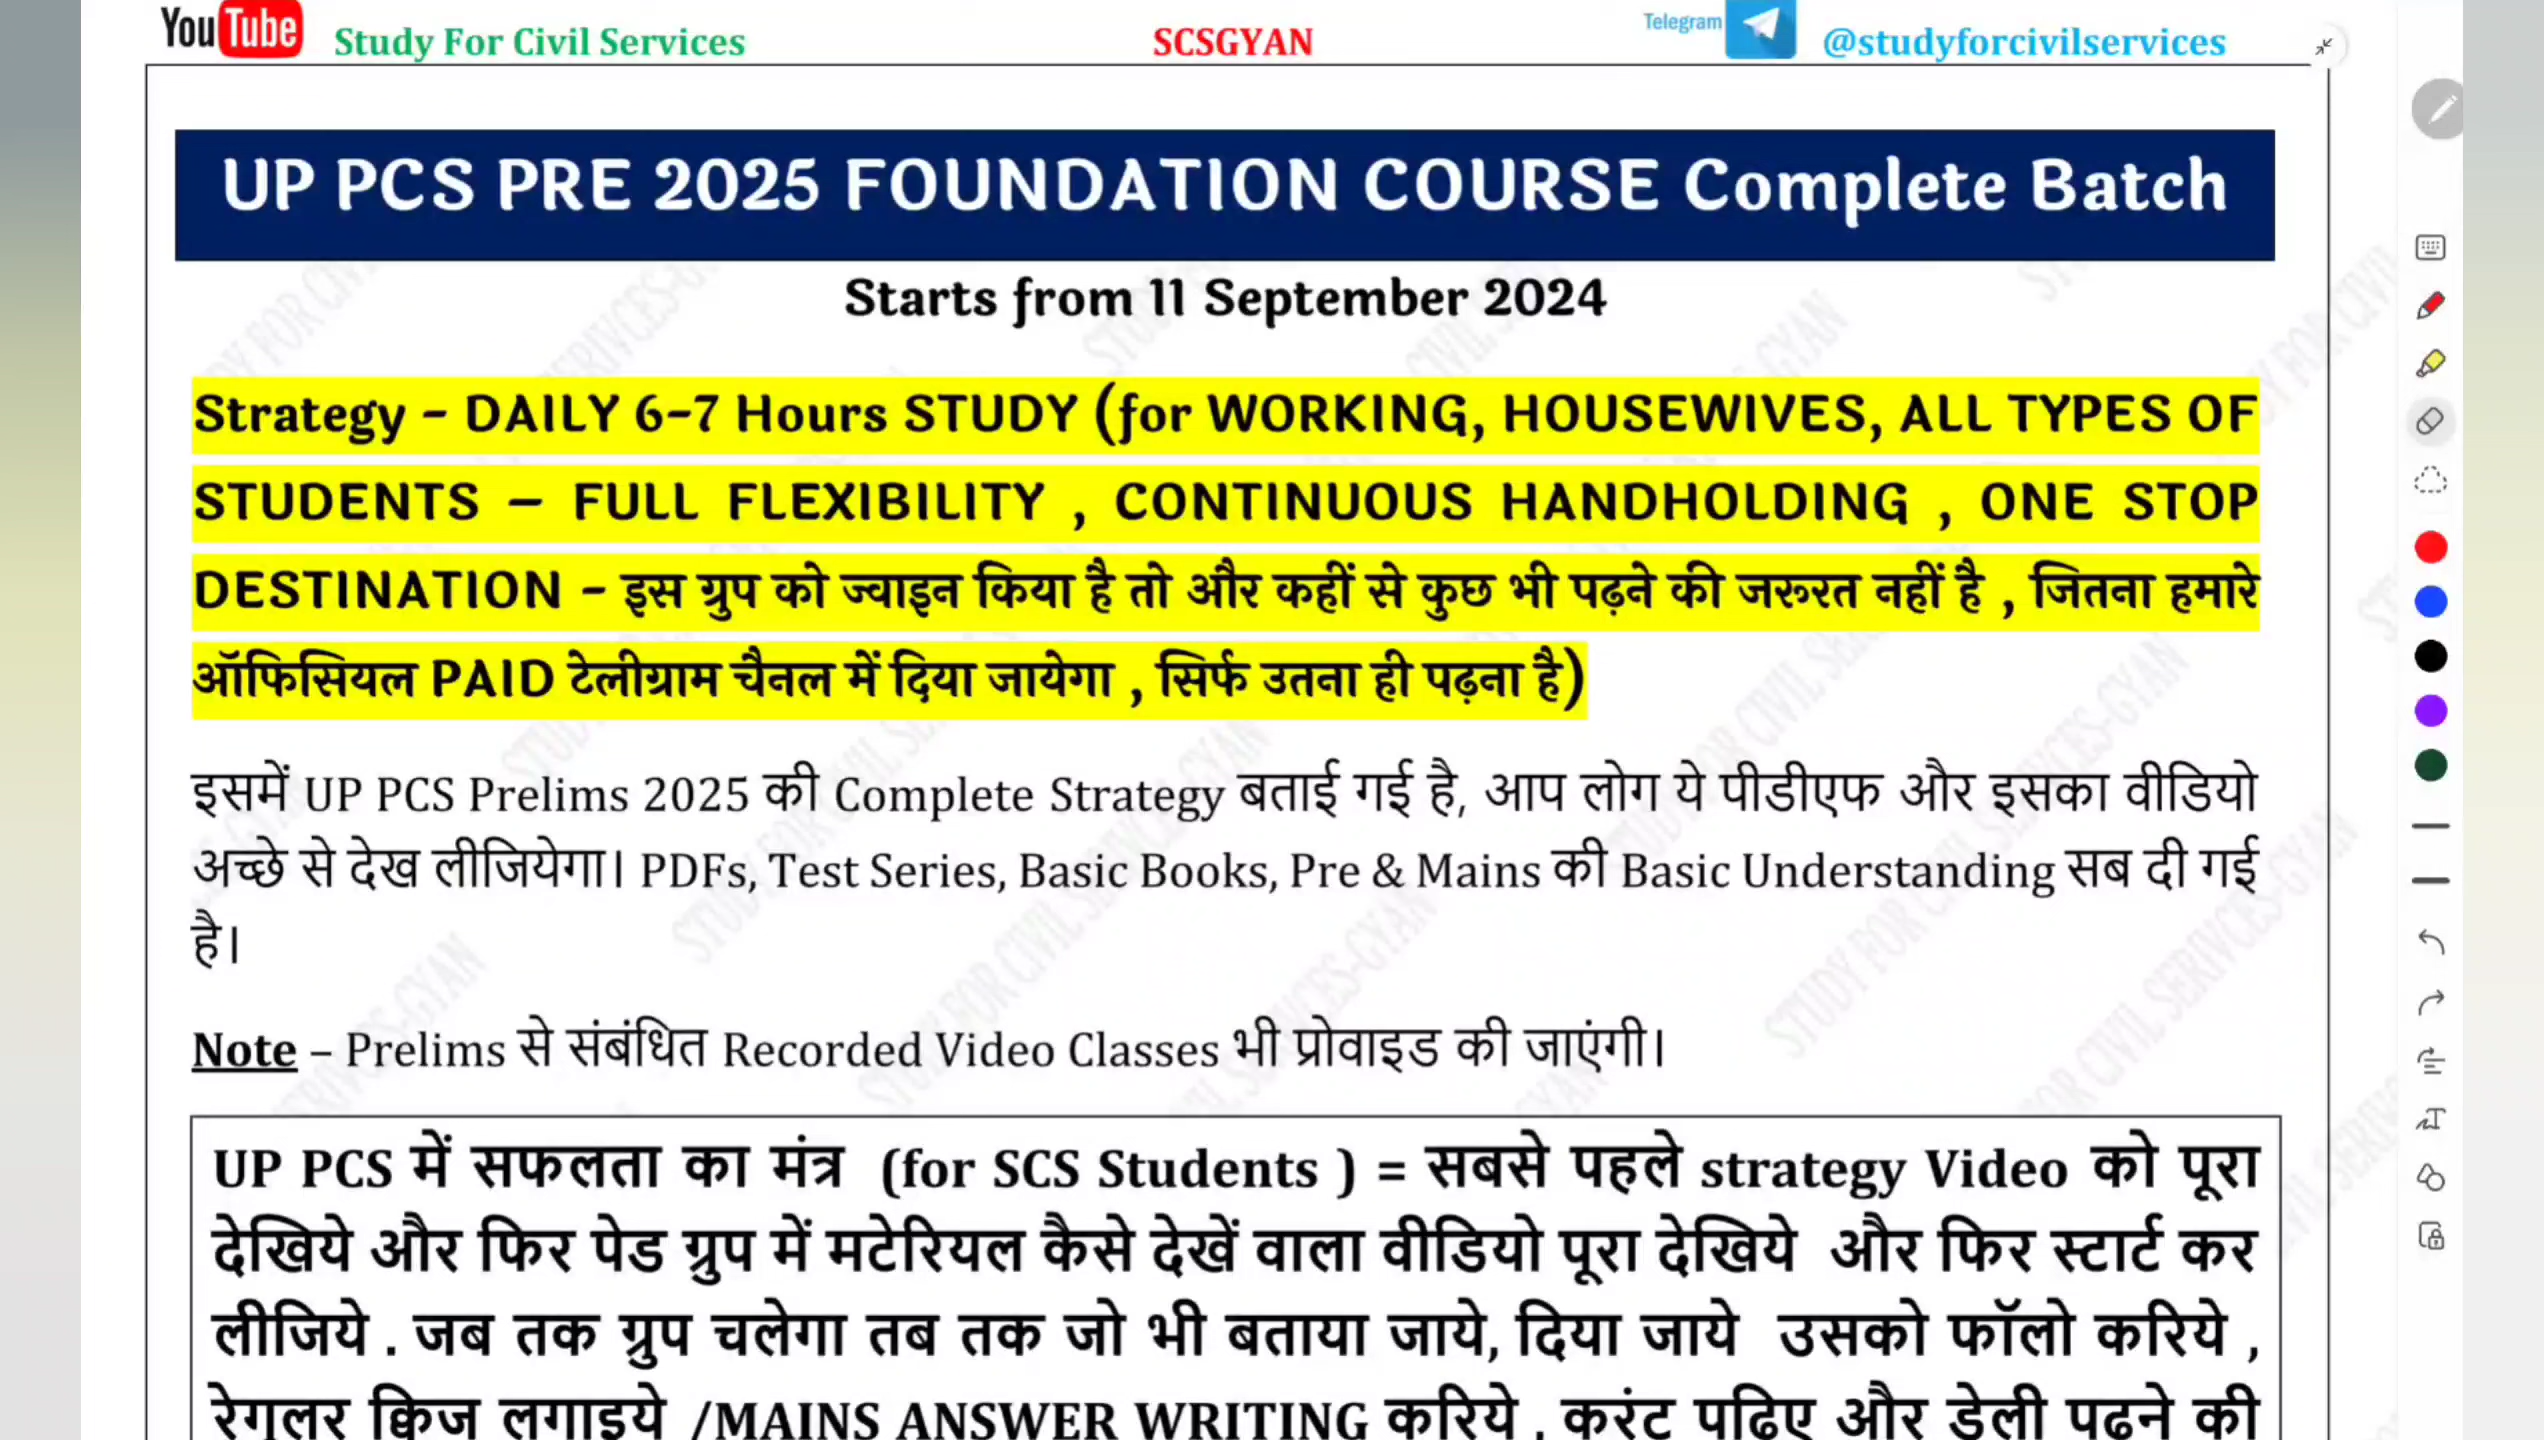 YouTube Study For Civil Services SCSGYAN Telegram @studyforcivilservices
UP PCS PRE 2025 FOUNDATION COURSE Complete Batch
Starts from 11 September 2024
Strategy - DAILY 6-7 Hours STUDY (for WORKING, HOUSEWIVES, ALL TYPES OF
STUDENTS – FULL FLEXIBILITY , CONTINUOUS HANDHOLDING , ONE STOP
DESTINATION - इस ग्रुप को ज्वाइन किया है तो और कहीं से कुछ भी पढ़ने की जरूरत नहीं है , जितना हमारे
ऑफिसियल PAID टेलीग्राम चैनल में दिया जायेगा , सिर्फ उतना ही पढ़ना है)
इसमें UP PCS Prelims 2025 की Complete Strategy बताई गई है, आप लोग ये पीडीएफ और इसका वीडियो
अच्छे से देख लीजियेगा। PDFs, Test Series, Basic Books, Pre & Mains की Basic Understanding सब दी गई
है।
Note – Prelims से संबंधित Recorded Video Classes भी प्रोवाइड की जाएंगी।
UP PCS में सफलता का मंत्र (for SCS Students ) = सबसे पहले strategy Video को पूरा
देखिये और फिर पेड ग्रुप में मटेरियल कैसे देखें वाला वीडियो पूरा देखिये और फिर स्टार्ट कर
लीजिये . जब तक ग्रुप चलेगा तब तक जो भी बताया जाये, दिया जाये उसको फॉलो करिये ,
रेगुलर क्विज लगाइये /MAINS ANSWER WRITING करिये , करंट पढ़िए और डेली पढने की